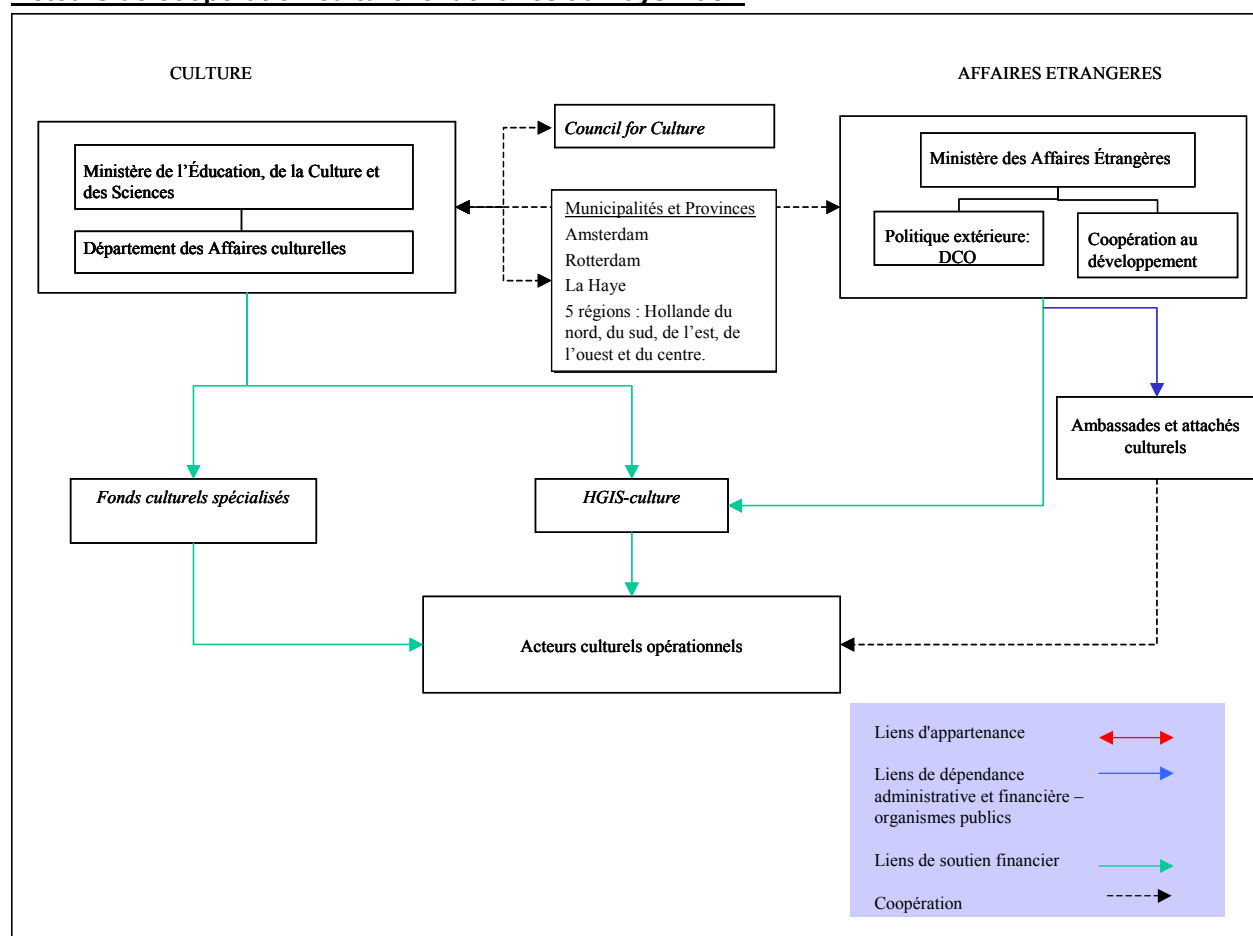 CULTURE
AFFAIRES ETRANGERES
Council for Culture
Ministère de l'Éducation, de la Culture et
des Sciences
Département des Affaires culturelles
Municipalités et Provinces
Amsterdam
Rotterdam
La Haye
5 régions : Hollande du
nord, du sud, de l'est, de
l'ouest et du centre.
Ministère des Affaires Étrangères
Politique extérieure:
DCO
Coopération au
développement
Ambassades et attachés
culturels
Fonds culturels spécialisés
HGIS-culture
Acteurs culturels opérationnels
Liens d'appartenance
Liens de dépendance
administrative et financière –
organismes publics
Liens de soutien financier
Coopération